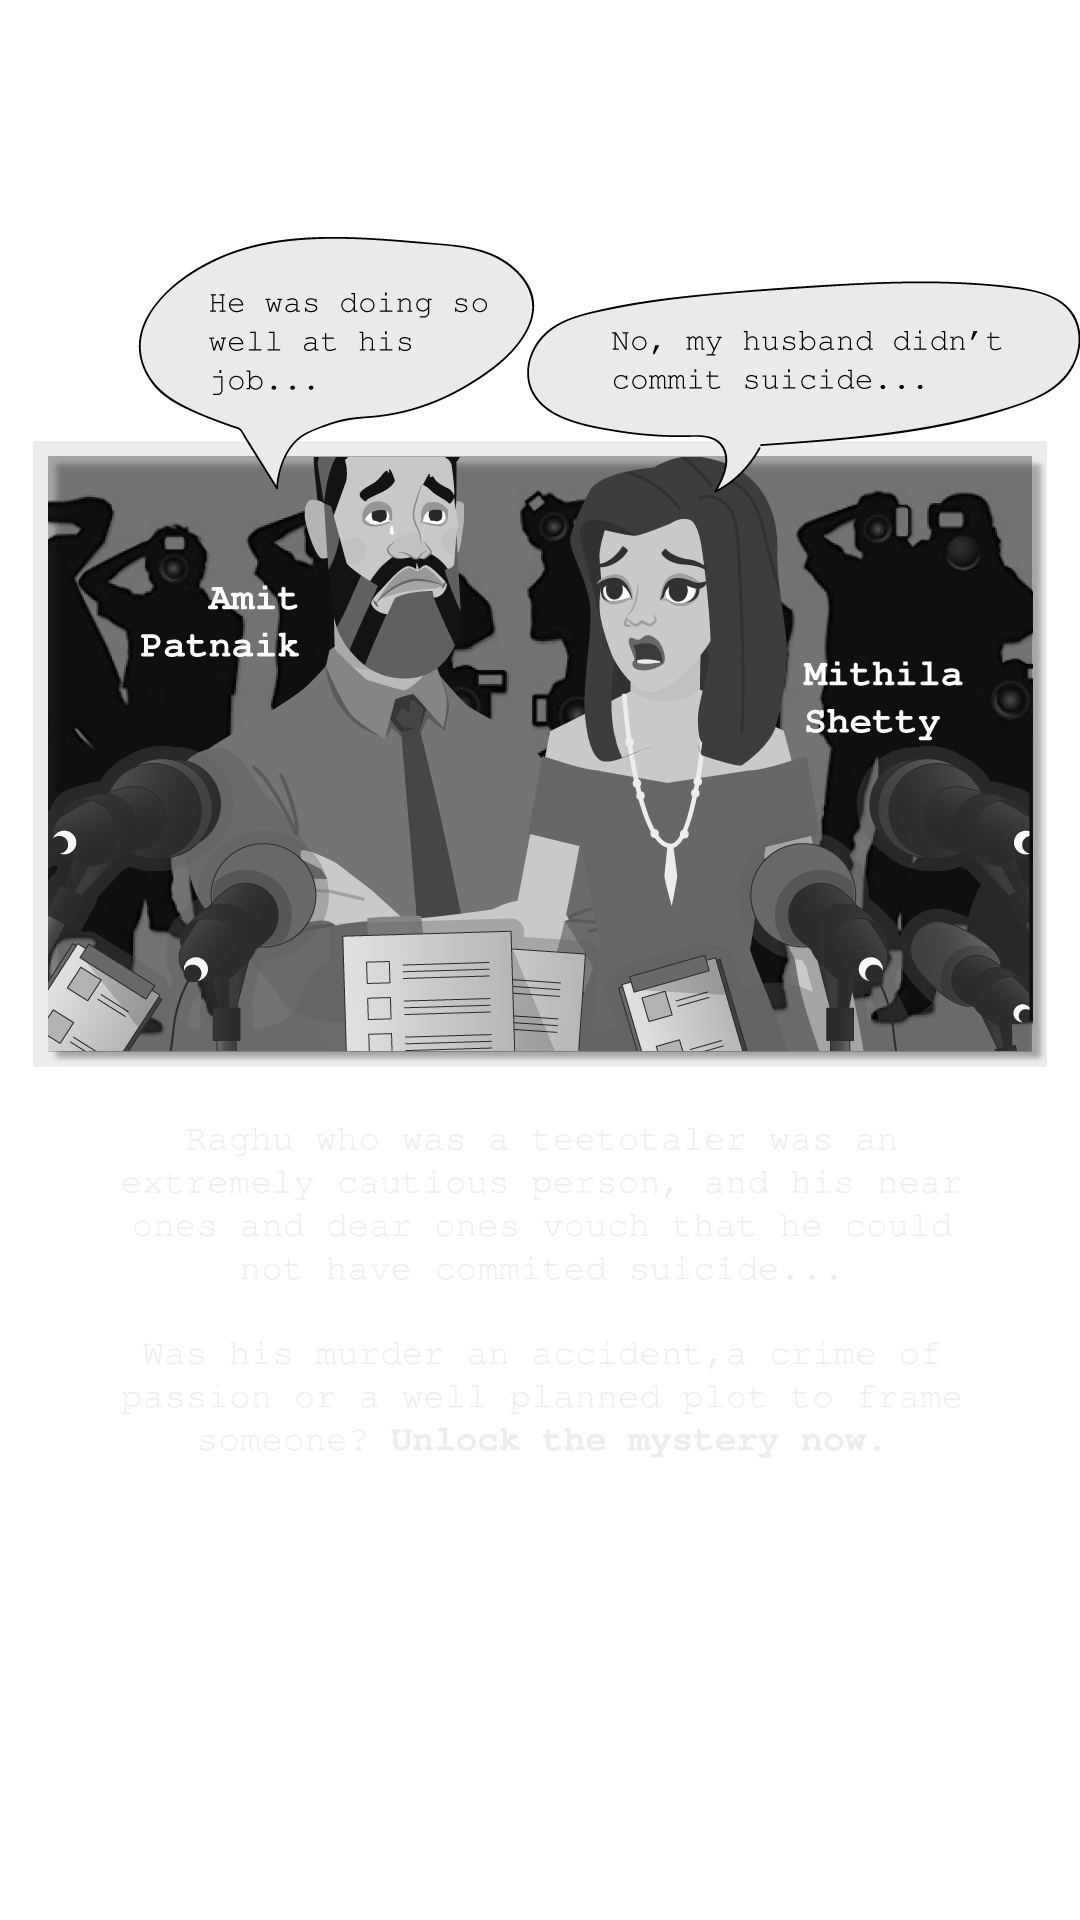 He was doing so
well at his
job...
No, my husband didn’t
commit suicide...
Amit
Patnaik
Mithila
Shetty
Raghu who was a teetotaler was an
extremely cautious person, and his near
ones and dear ones vouch that he could
not have commited suicide...
Was his murder an accident,a crime of
passion or a well planned plot to frame
someone? Unlock the mystery now.